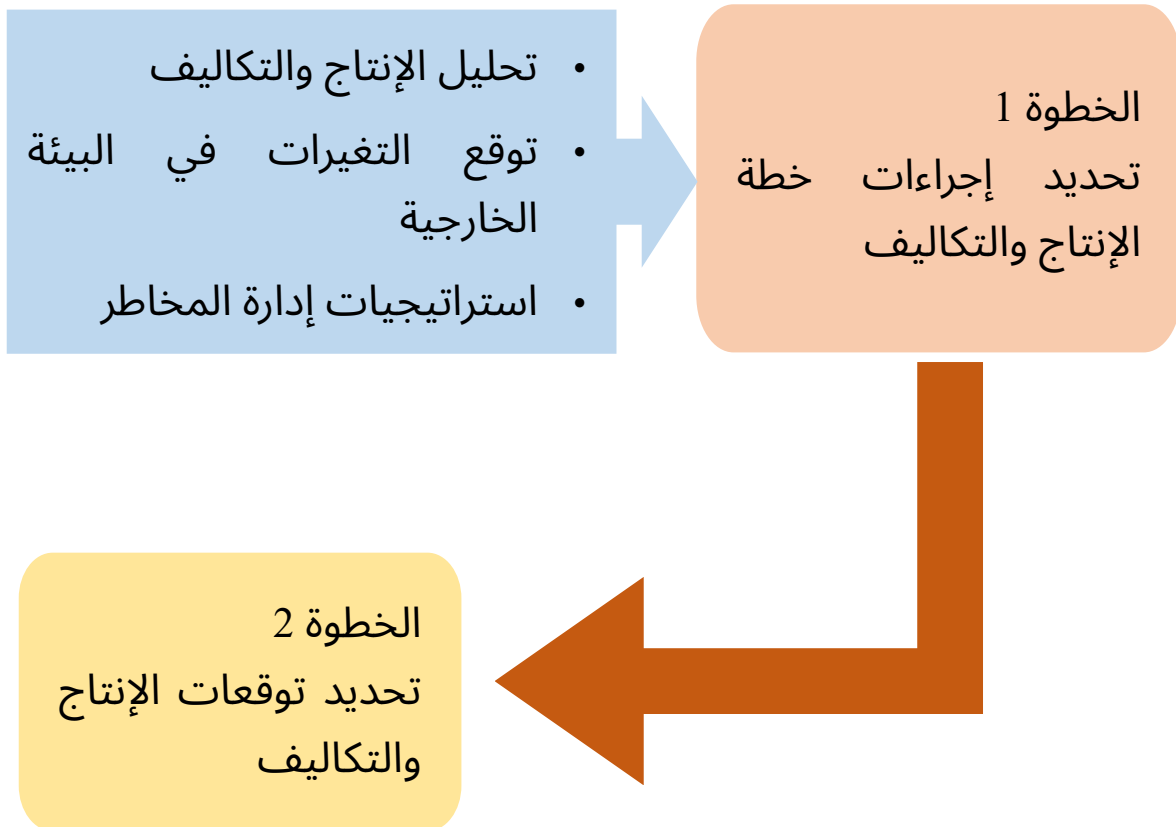 الخطوة 1
تحديد إجراءات خطة
الإنتاج والتكاليف
• تحليل الإنتاج والتكاليف
• توقع التغيرات في البيئة
الخارجية
• استراتيجيات إدارة المخاطر
الخطوة 2
تحديد توقعات الإنتاج
والتكاليف